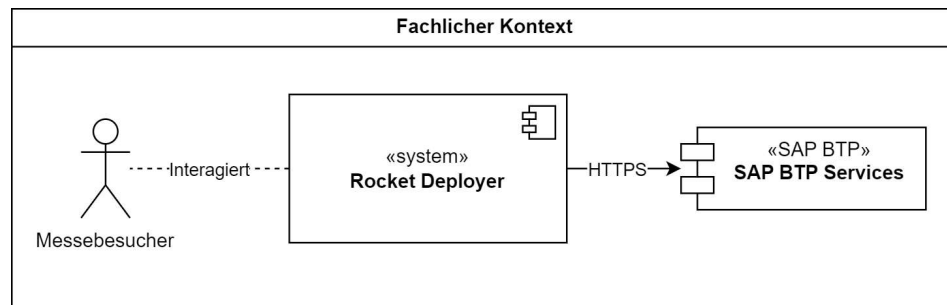 Fachlicher Kontext
«system»
Rocket Deployer
Interagiert
HTTPS
«SAP BTP»
SAP BTP Services
Messebesucher